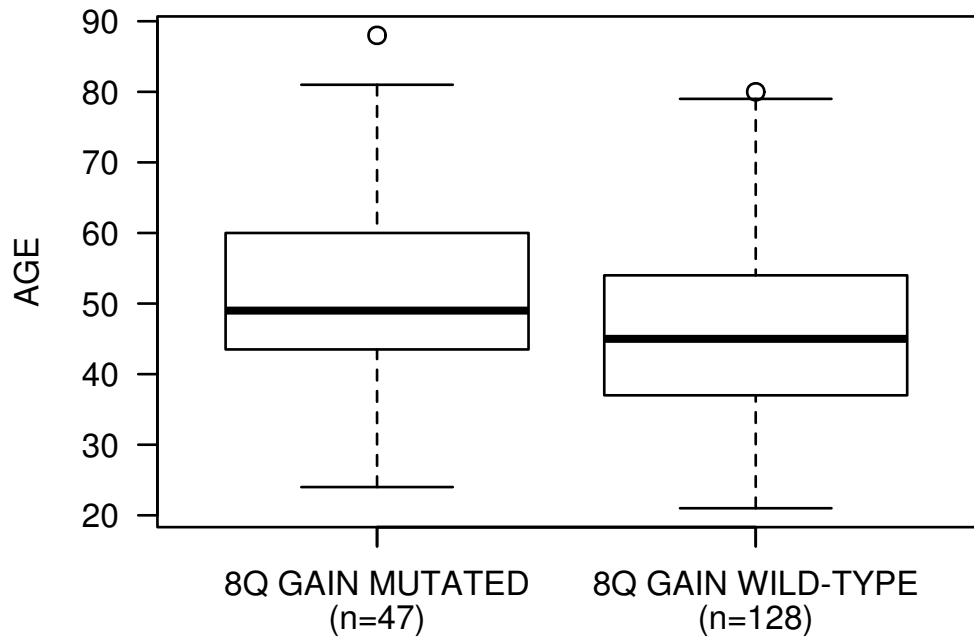 90
80
70
60
50
40
30
20
AGE
8Q GAIN MUTATED
(n=47)
8Q GAIN WILD-TYPE
(n=128)